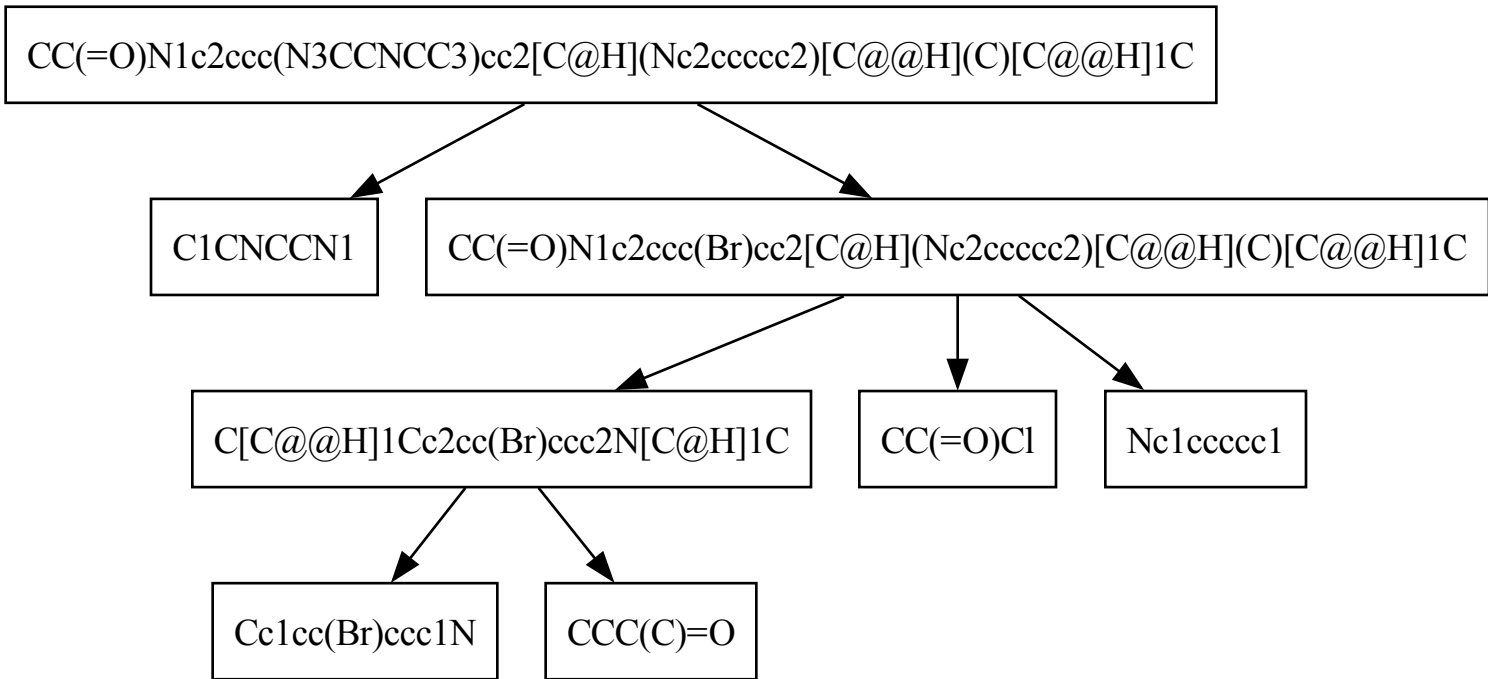 CC(=O)N1c2ccc(N3CCNCC3)cc2[C@H](Nc2ccccc2)[C@@H](C)[C@@H]1C
C1CNCCN1
CC(=O)N1c2ccc(Br)cc2[C@H](Nc2ccccc2)[C@@H](C)[C@@H]1C
C[C@@H]1Cc2cc(Br)ccc2N[C@H]1C
CC(=O)Cl
Nc1ccccc1
Cc1cc(Br)ccc1N
CCC(C)=O